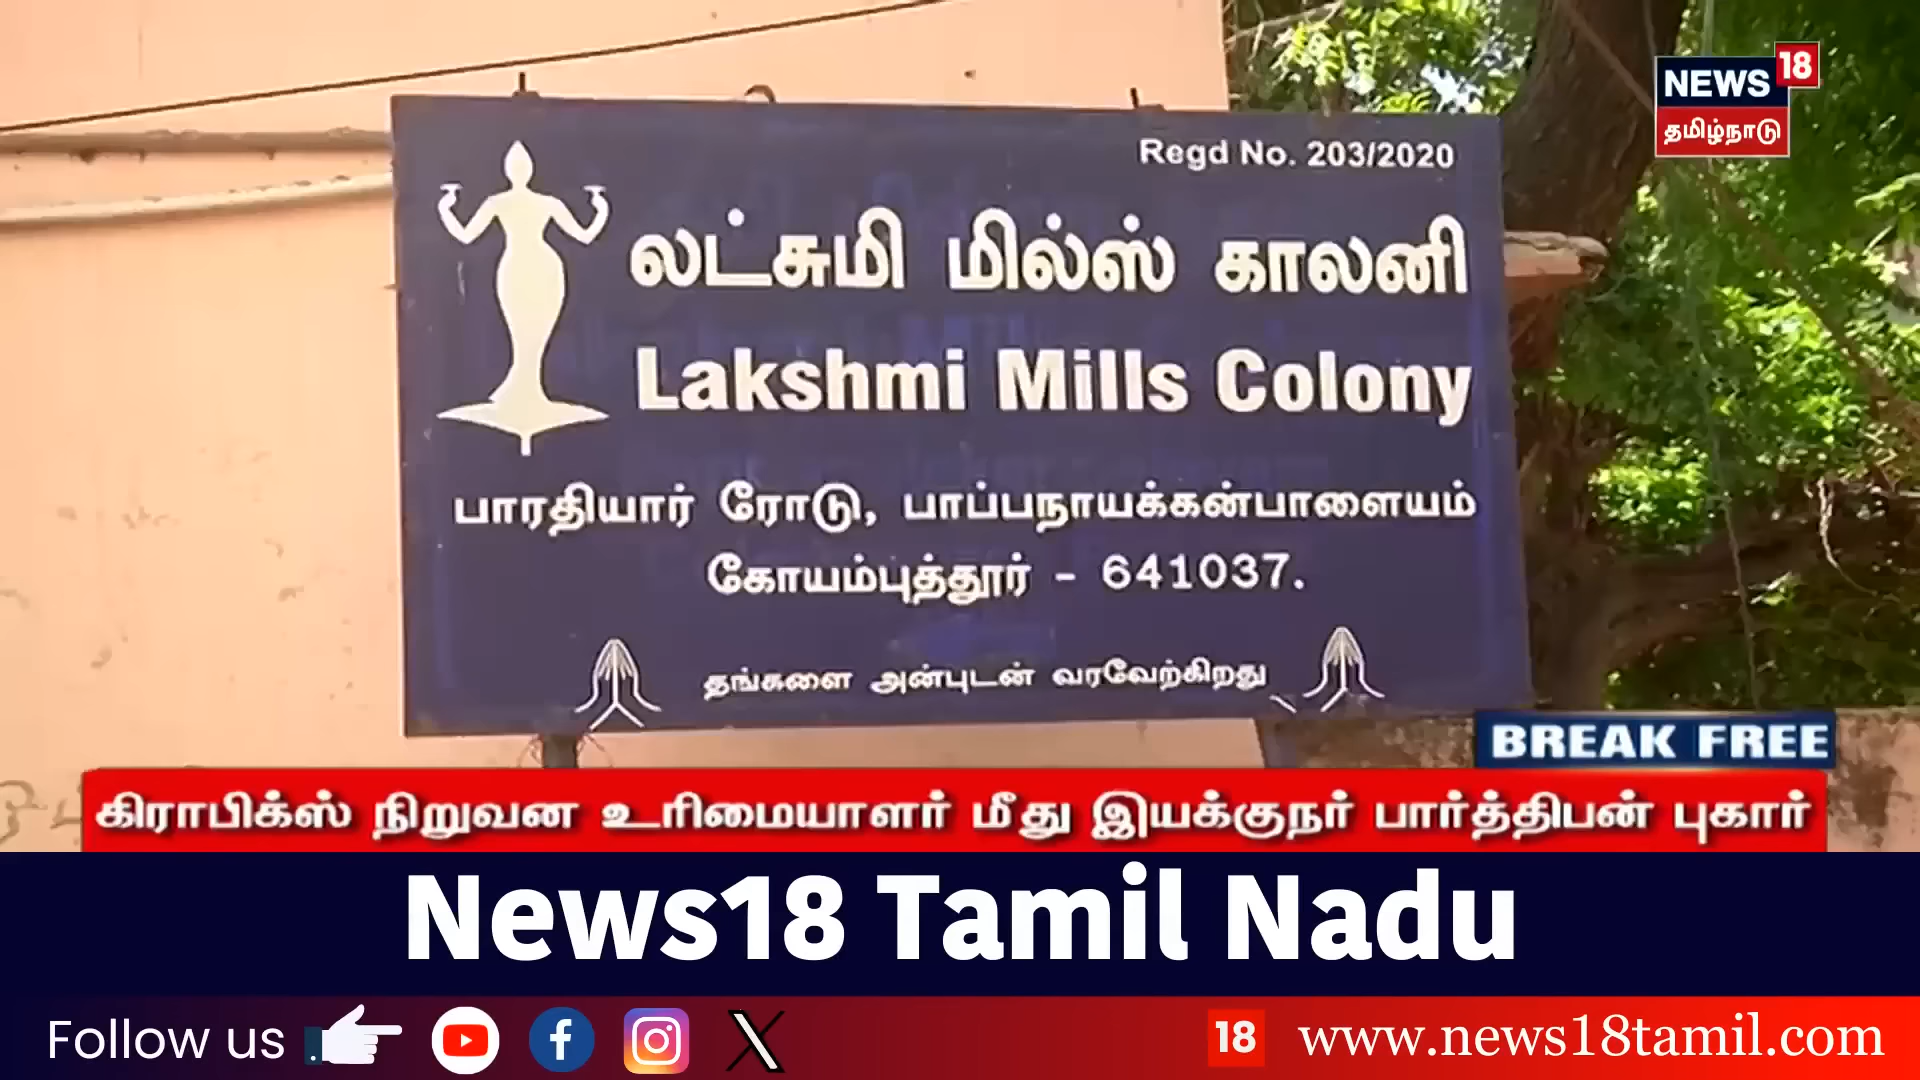 NEWS 18
தமிழ்நாடு
Regd No. 203/2020
லட்சுமி மில்ஸ் காலனி
Lakshmi Mills Colony
பாரதியார் ரோடு, பாப்பநாயக்கன்பாளையம்
கோயம்புத்தூர் - 641037.
தங்களை அன்புடன் வரவேற்கிறது
BREAK FREE
கிராபிக்ஸ் நிறுவன உரிமையாளர் மீது இயக்குநர் பார்த்திபன் புகார்
News18 Tamil Nadu
Follow us
18 www.news18tamil.com